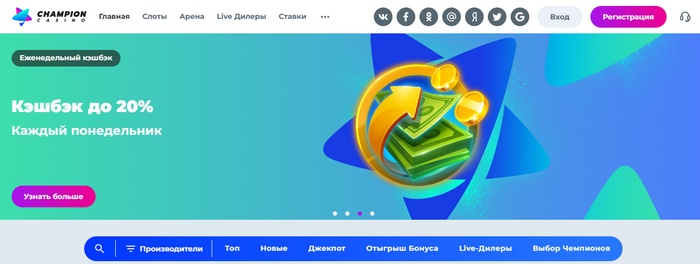 CHAMPION
CASINO
Главная
Слоты
Арена
Live Дилеры
Ставки
Вход
Регистрация
Еженедельный кэшбэк
Кэшбэк до 20%
Каждый понедельник
Узнать больше
Производители
Топ
Новые
Джекпот
Отыгрыш Бонуса
Live-Дилеры
Выбор Чемпионов